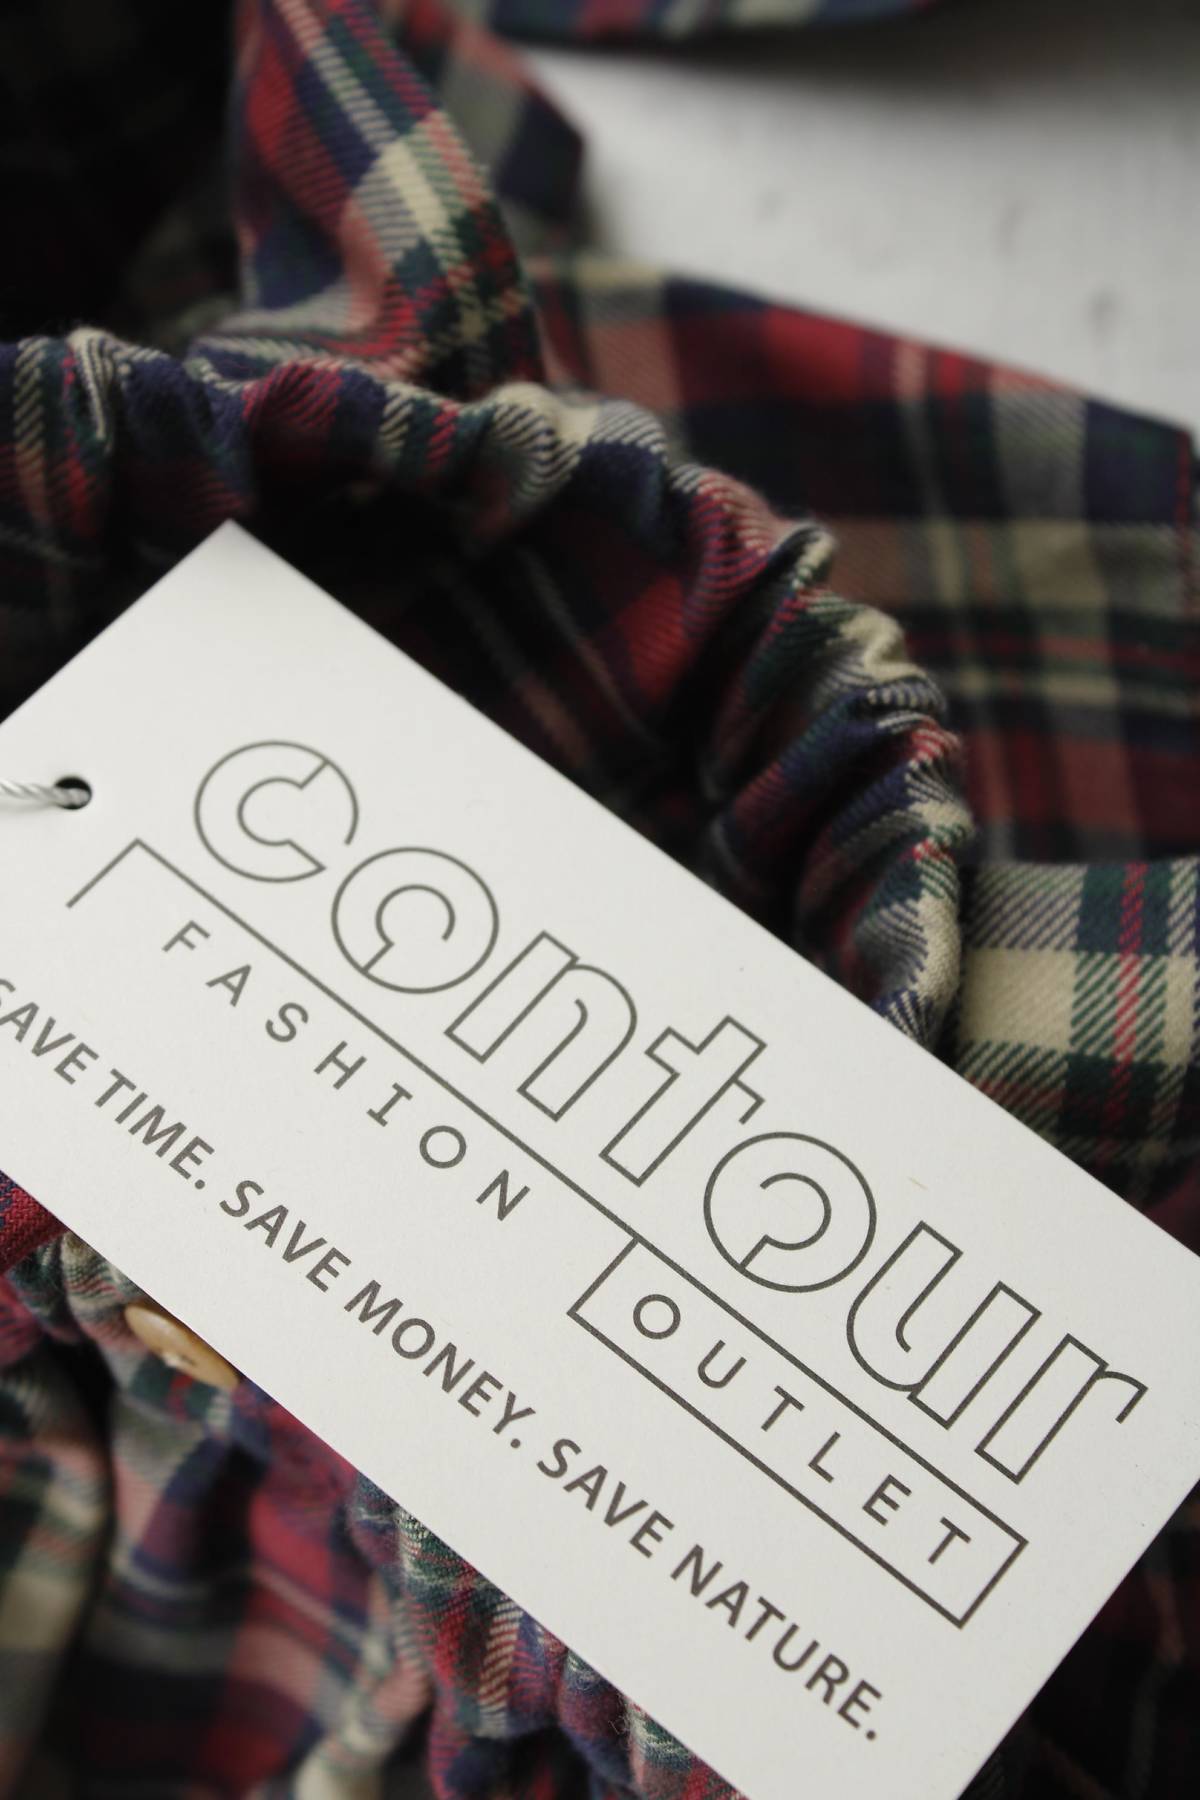 contour
FASHION
OUTLET
SAVE TIME. SAVE MONEY. SAVE NATURE.